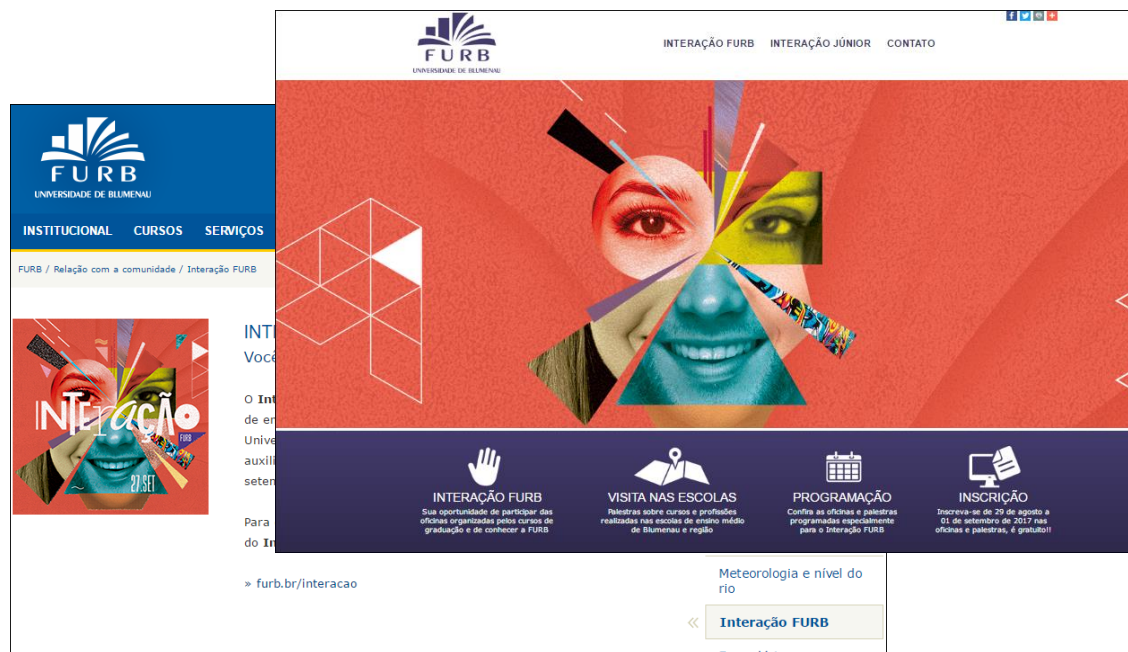 FURB
UNIVERSIDADE DE BLUMENAU
INTERAÇÃO FURB INTERAÇÃO JÚNIOR CONTATO
INTERAÇÃO FURB
Sua oportunidade de participar das
oficinas organizadas pelos cursos de
graduação e de conhecer a FURB
VISITA NAS ESCOLAS
Palestras sobre cursos e profissões
realizadas nas escolas de ensino médio
de Blumenau e região
PROGRAMAÇÃO
Confira as oficinas e palestras
programadas especialmente
para o Interação FURB
INSCRIÇÃO
Inscreva-se de 29 de agosto a
01 de setembro de 2017 nas
oficinas e palestras, é gratuito!!
FURB
UNIVERSIDADE DE BLUMENAU
INSTITUCIONAL CURSOS SERVIÇOS
FURB / Relação com a comunidade / Interação FURB
INTERAÇÃO
FURB
27.SET
INT
Você
O Int
de en
Unive
auxili
seten
Para
do In
» furb.br/interacao
Meteorologia e nível do
rio
Interação FURB